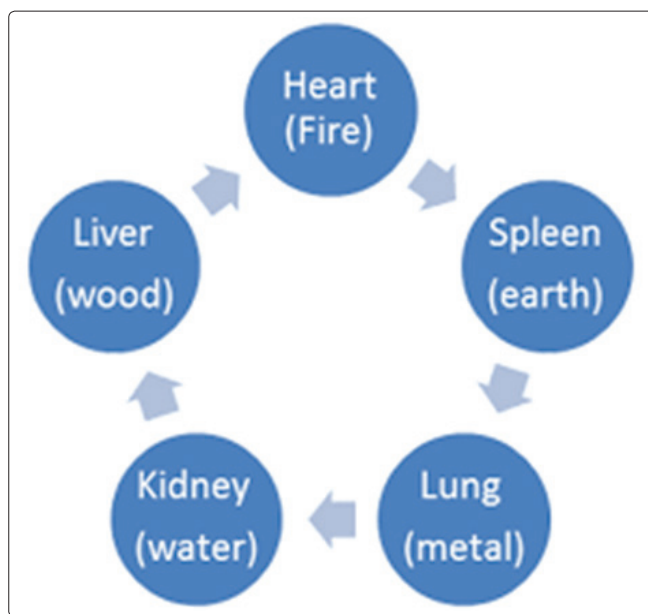 Heart
(Fire)
Spleen
(earth)
Lung
(metal)
Kidney
(water)
Liver
(wood)